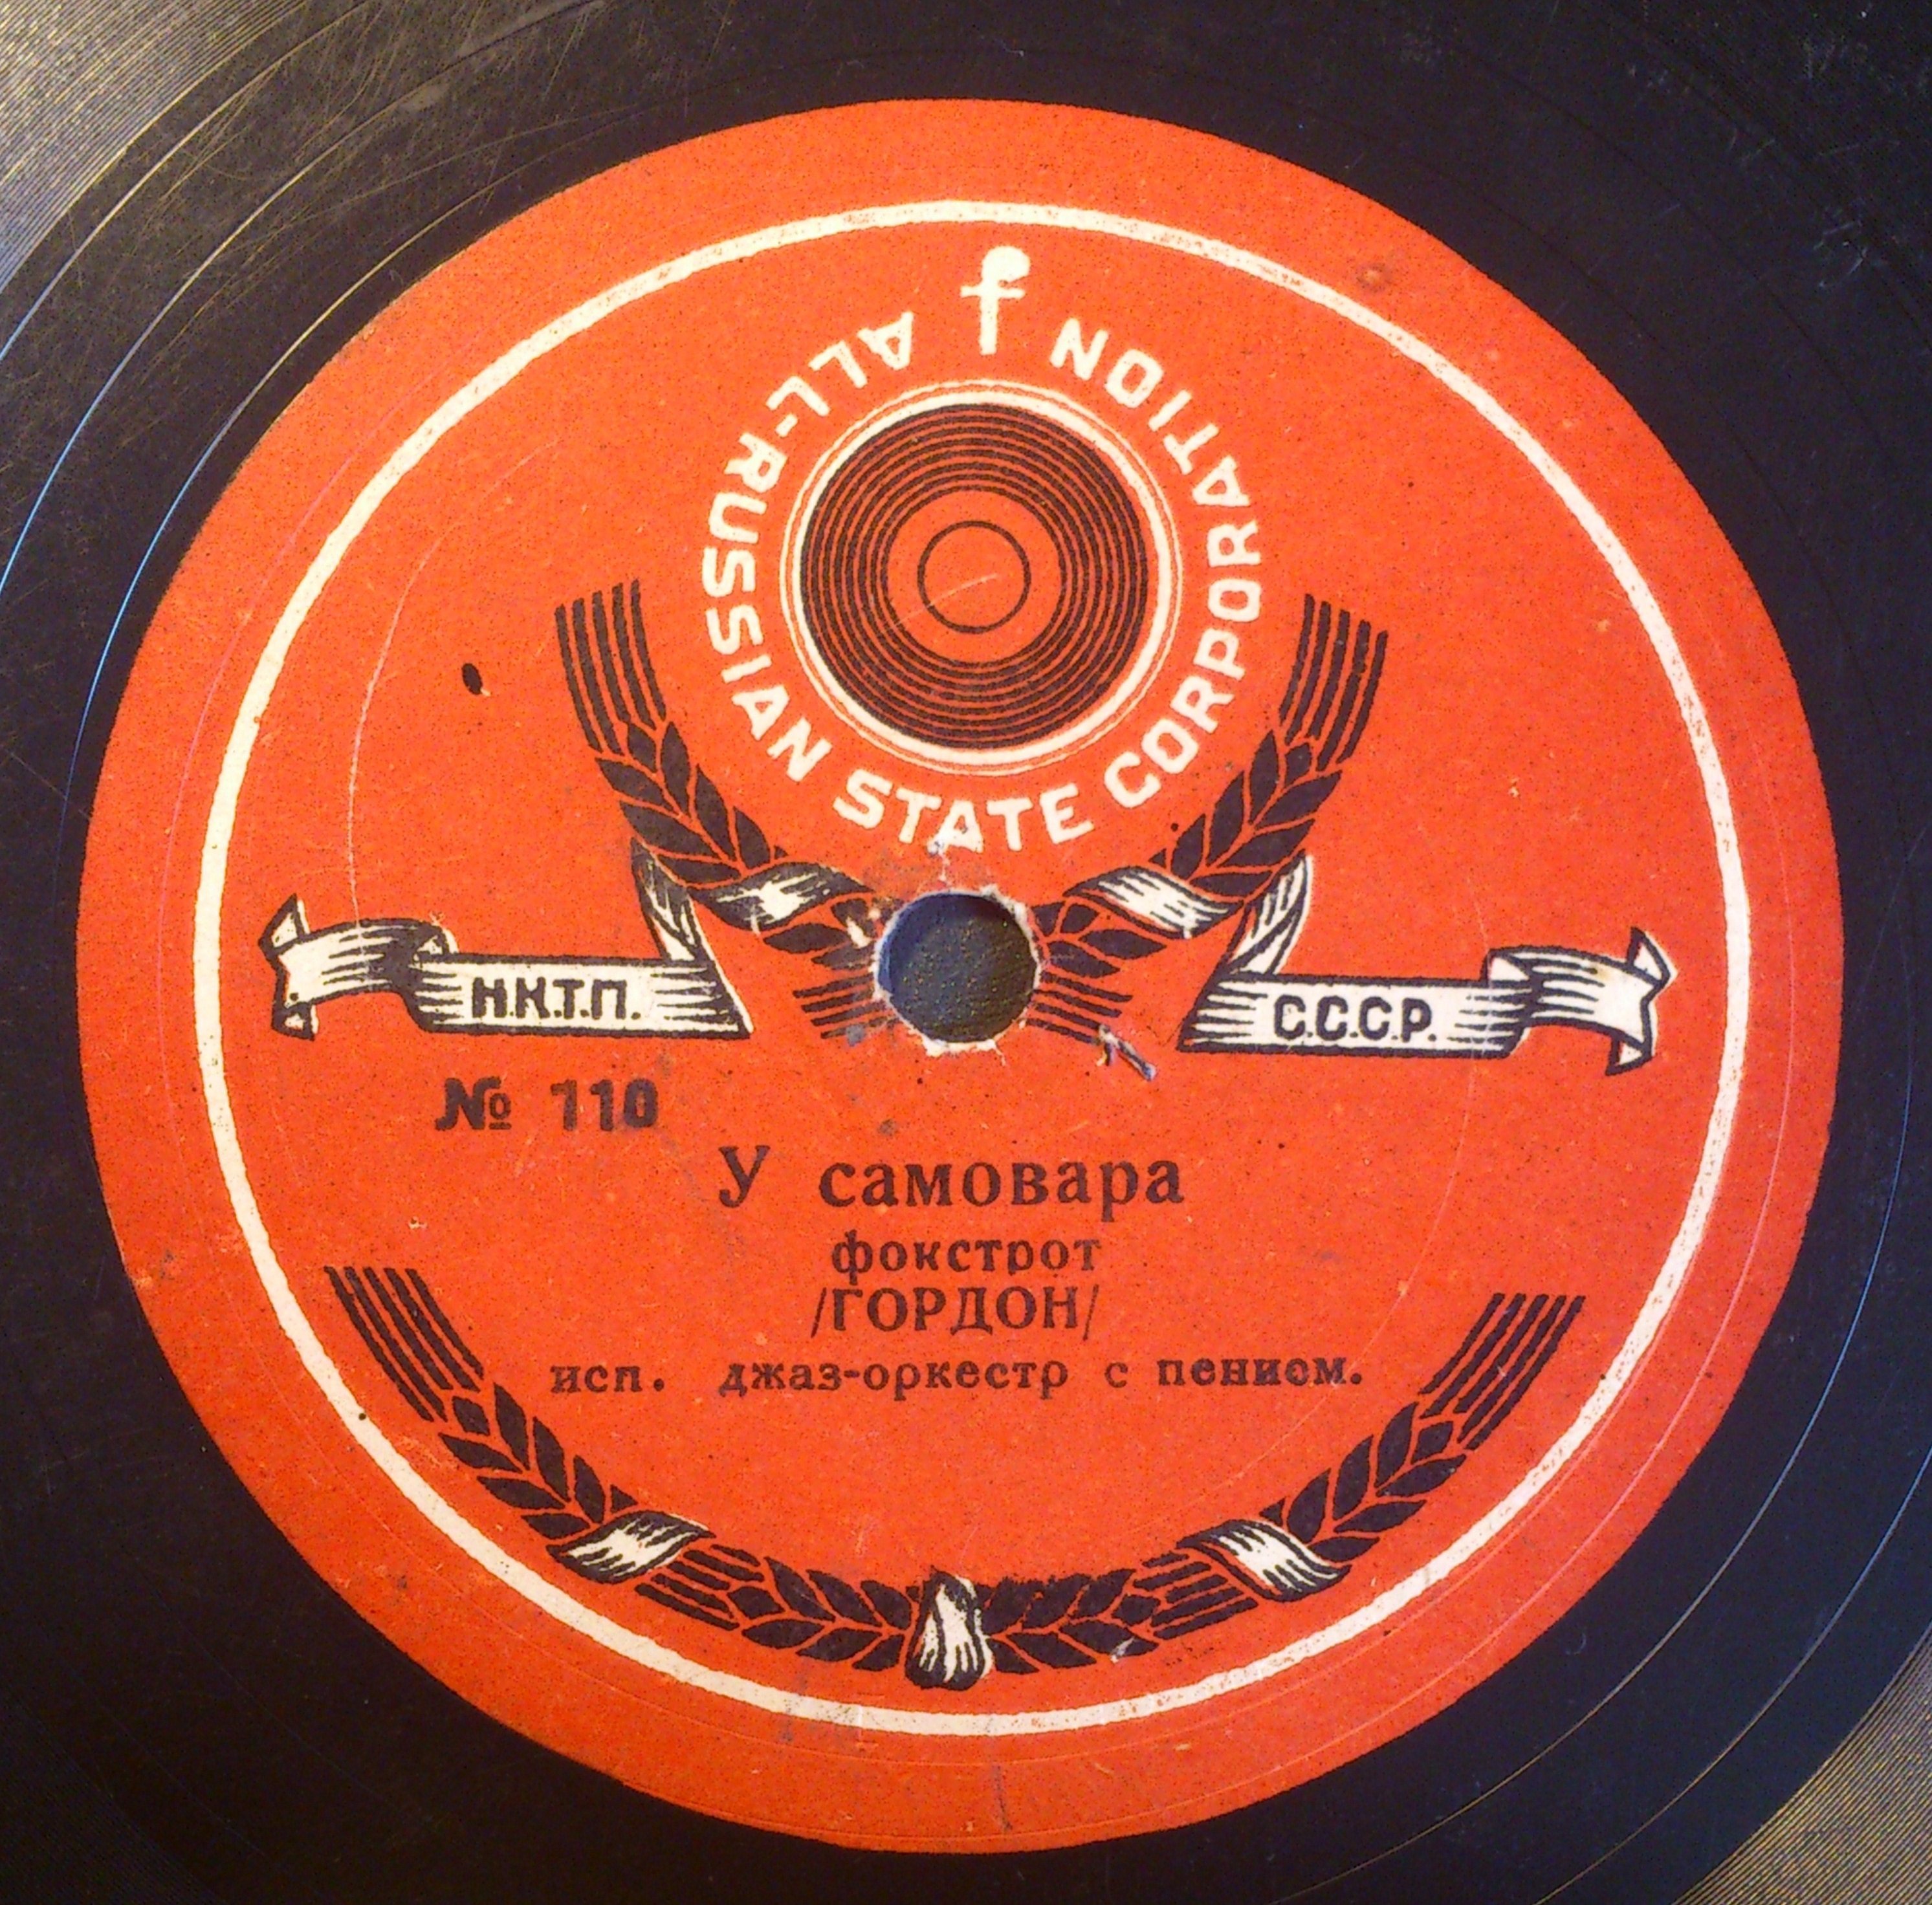 ALL-RUSSIAN STATE CORPORATION
f
Н.К.Т.П.
С.С.С.Р.
№ 110
У самовара
фокстрот
/ГОРДОН/
исп. джаз-оркестр с пением.